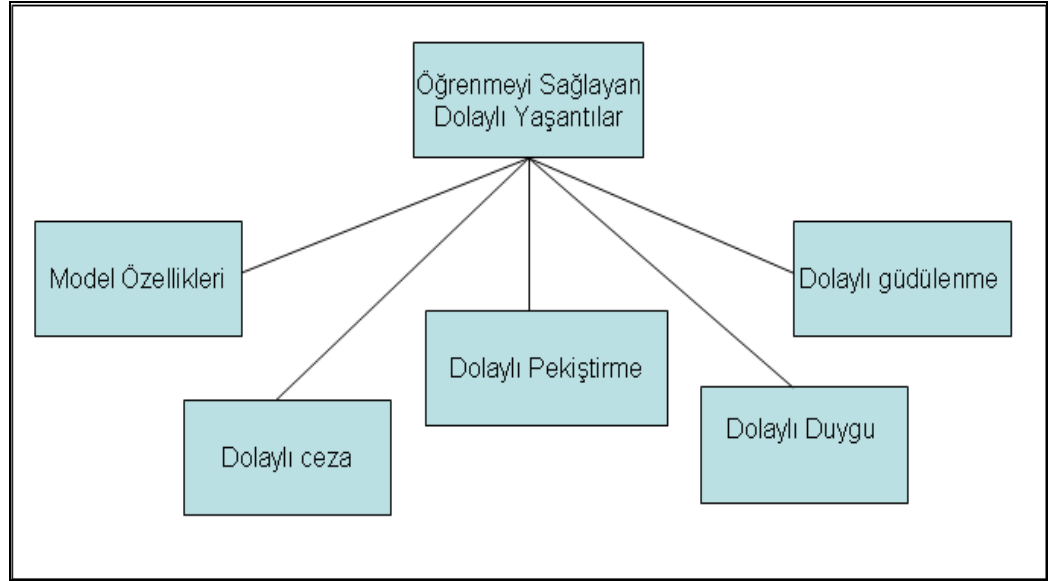 Öğrenmeyi Sağlayan
Dolaylı Yaşantılar
Model Özellikleri
Dolaylı güdülenme
Dolaylı Pekiştirme
Dolaylı ceza
Dolaylı Duygu